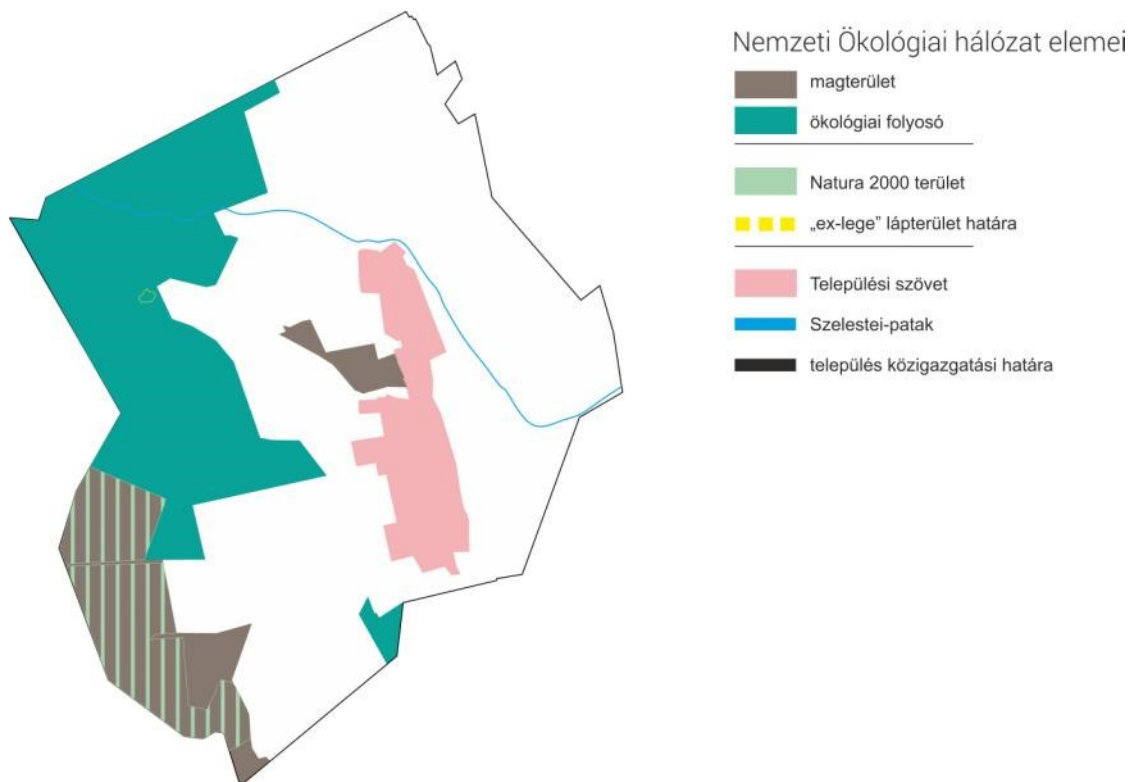 Nemzeti Ökológiai hálózat elemei
magterület
ökológiai folyosó
Natura 2000 terület
„ex-lege” lápterület határa
Települési szövet
Szelestei-patak
település közigazgatási határa